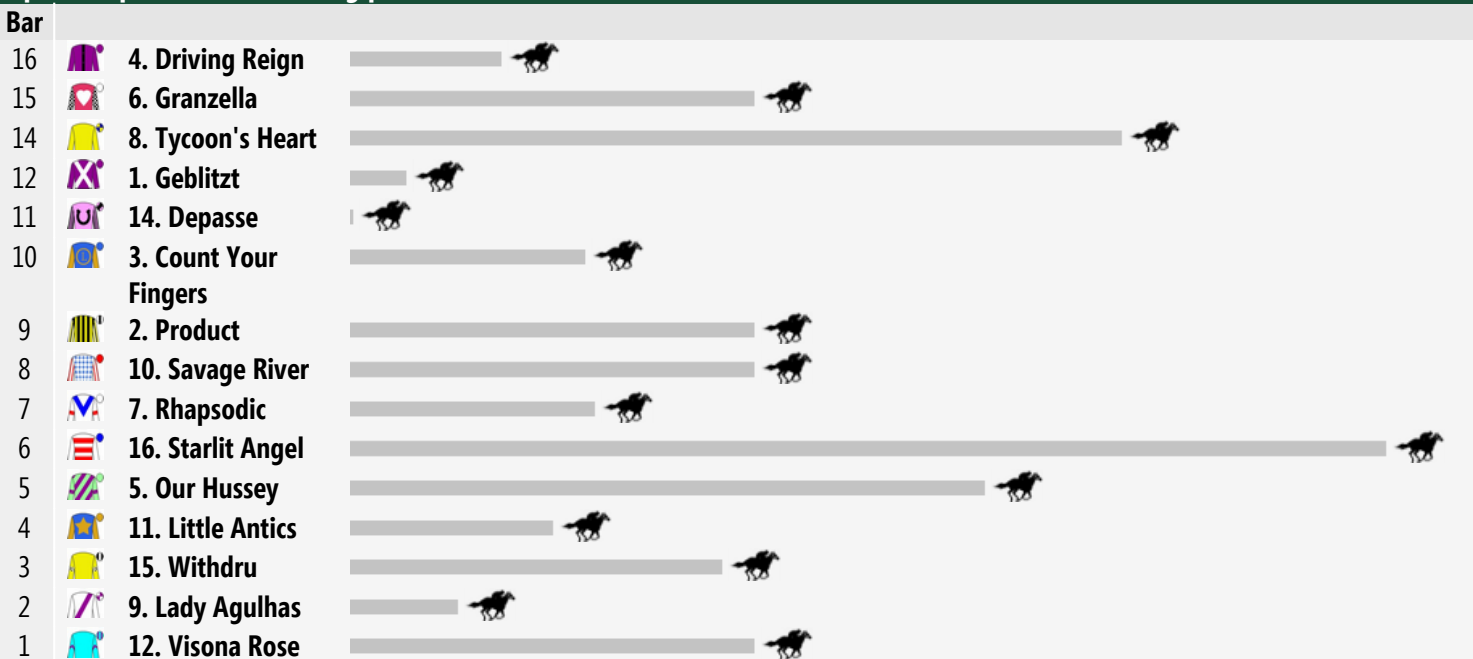 Bar
16 4. Driving Reign
15 6. Granzella
14 8. Tycoon's Heart
12 1. Geblitzt
11 14. Depasse
10 3. Count Your
Fingers
9 2. Product
8 10. Savage River
7 7. Rhapsodic
6 16. Starlit Angel
5 5. Our Hussey
4 11. Little Antics
3 15. Withdru
2 9. Lady Agulhas
1 12. Visona Rose